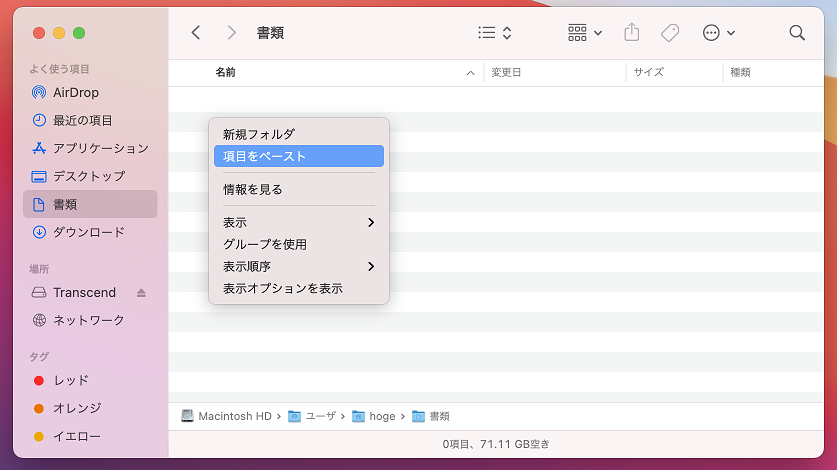 書類
よく使う項目
AirDrop
最近の項目
アプリケーション
デスクトップ
書類
ダウンロード
場所
Transcend
ネットワーク
タグ
レッド
オレンジ
イエロー
名前 変更日 サイズ 種類
新規フォルダ
項目をペースト
情報を見る
表示
グループを使用
表示順序
表示オプションを表示
Macintosh HD › ユーザ › hoge › 書類
0項目、71.11 GB空き